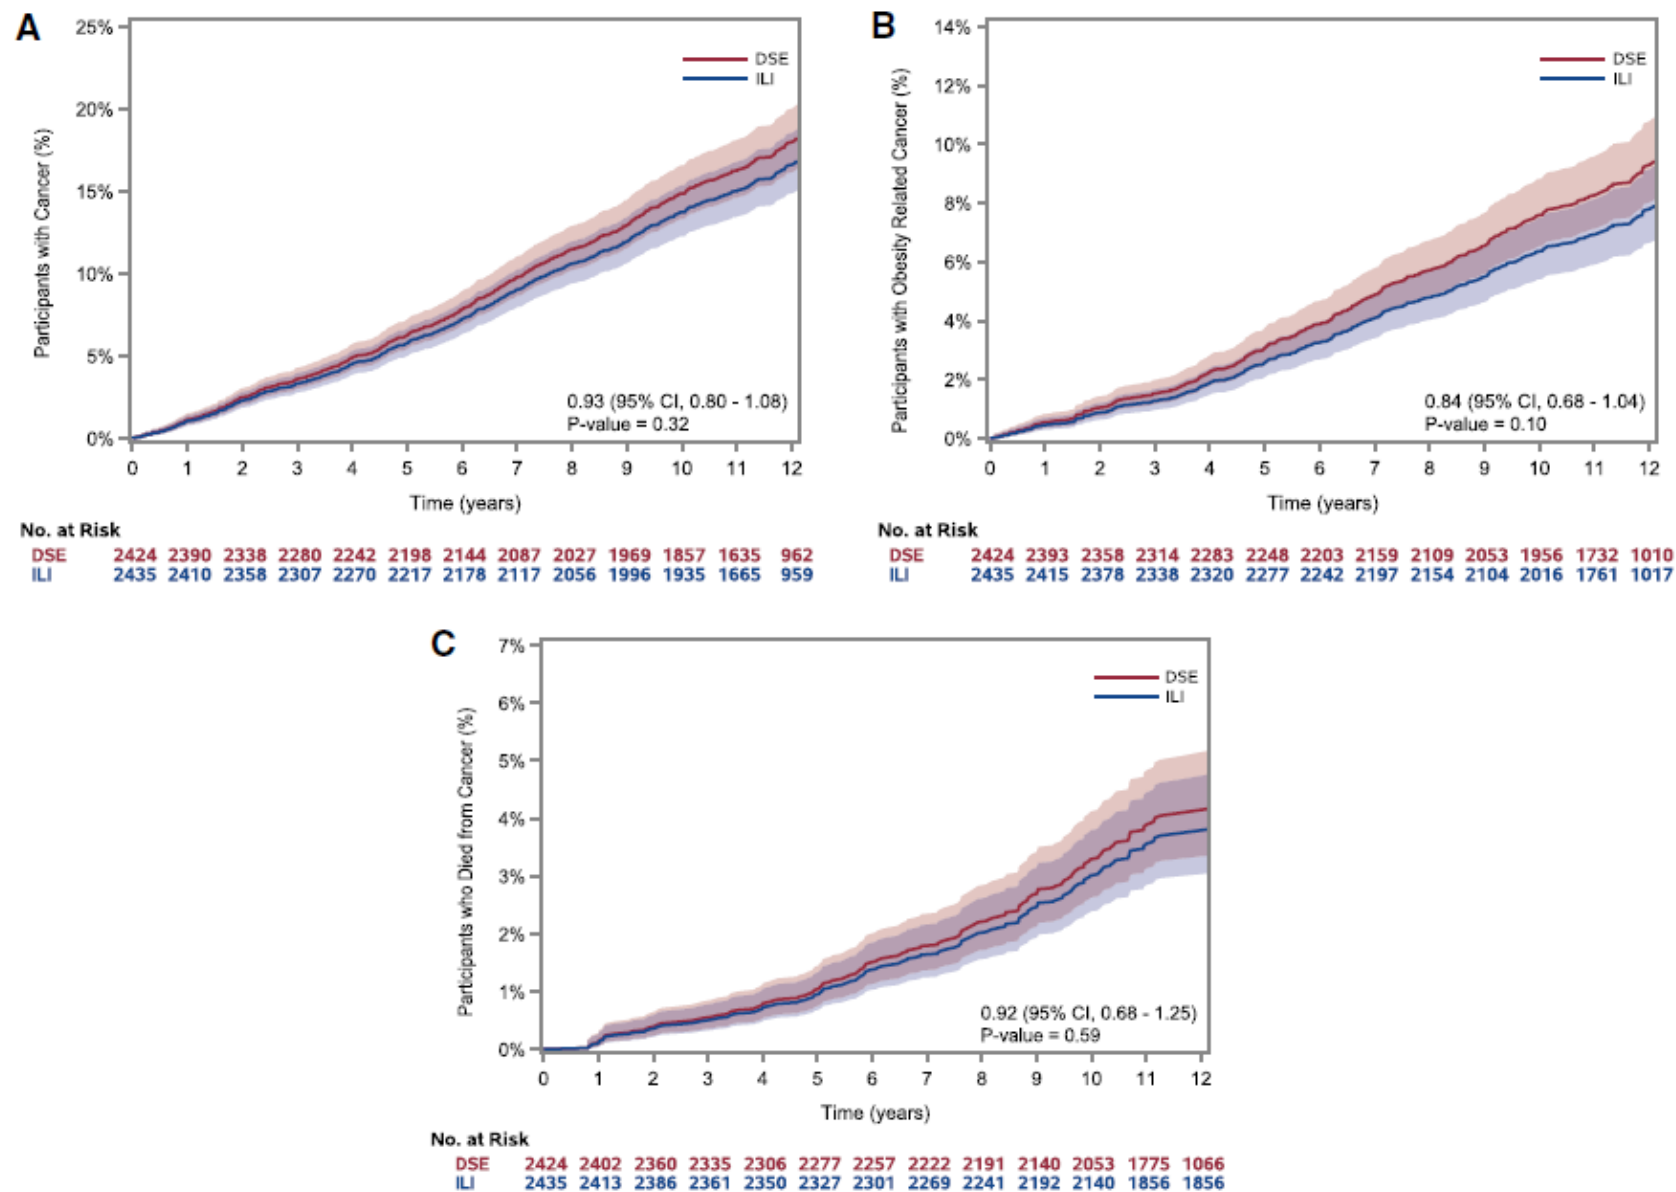 A
25%
20%
15%
10%
5%
0%
Participants with Cancer (%)
DSE
ILI
0.93 (95% CI, 0.80 - 1.08)
P-value = 0.32
0 1 2 3 4 5 6 7 8 9 10 11 12
Time (years)
No. at Risk
DSE 2424 2390 2338 2280 2242 2198 2144 2087 2027 1969 1857 1635 962
ILI 2435 2410 2358 2307 2270 2217 2178 2117 2056 1996 1935 1665 959
B
14%
12%
10%
8%
6%
4%
2%
0%
Participants with Obesity Related Cancer (%)
DSE
ILI
0.84 (95% CI, 0.68 - 1.04)
P-value = 0.10
0 1 2 3 4 5 6 7 8 9 10 11 12
Time (years)
No. at Risk
DSE 2424 2393 2358 2314 2283 2248 2203 2159 2109 2053 1956 1732 1010
ILI 2435 2415 2378 2338 2320 2277 2242 2197 2154 2104 2016 1761 1017
C
7%
6%
5%
4%
3%
2%
1%
0%
Participants who Died from Cancer (%)
DSE
ILI
0.92 (95% CI, 0.68 - 1.25)
P-value = 0.59
0 1 2 3 4 5 6 7 8 9 10 11 12
Time (years)
No. at Risk
DSE 2424 2402 2360 2335 2306 2277 2257 2222 2191 2140 2053 1775 1066
ILI 2435 2413 2386 2361 2350 2327 2301 2269 2241 2192 2140 1856 1856